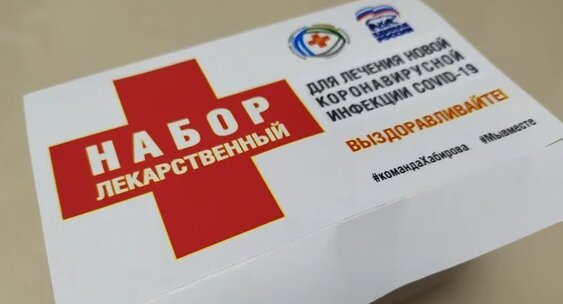 НАБОР
ЛЕКАРСТВЕННЫЙ
ДЛЯ ЛЕЧЕНИЯ НОВОЙ
КОРОНАВИРУСНОЙ
ИНФЕКЦИИ COVID-19
ВЫЗДОРАВЛИВАЙТЕ!
#командаХабирова #Мывместе